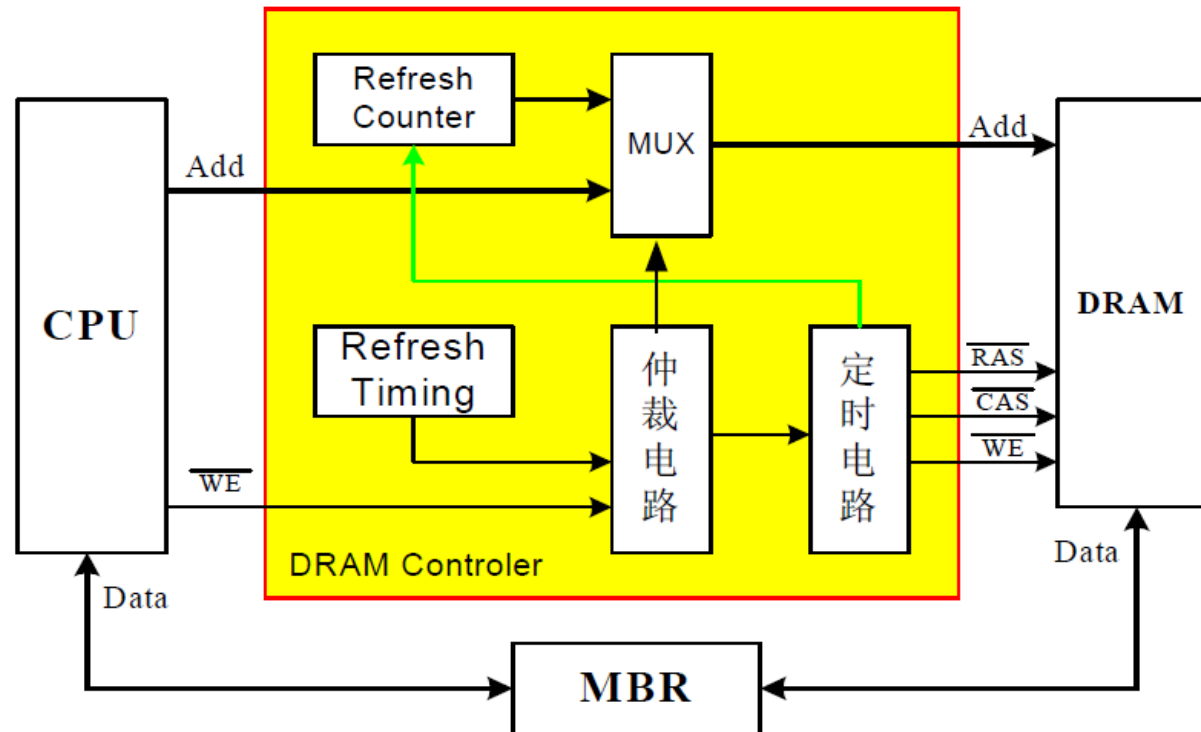 Refresh
Counter
MUX
Add
Add
CPU
DRAM
Refresh
Timing
仲裁电路
定时电路
RAS
CAS
WE
WE
DRAM Controler
Data
Data
MBR